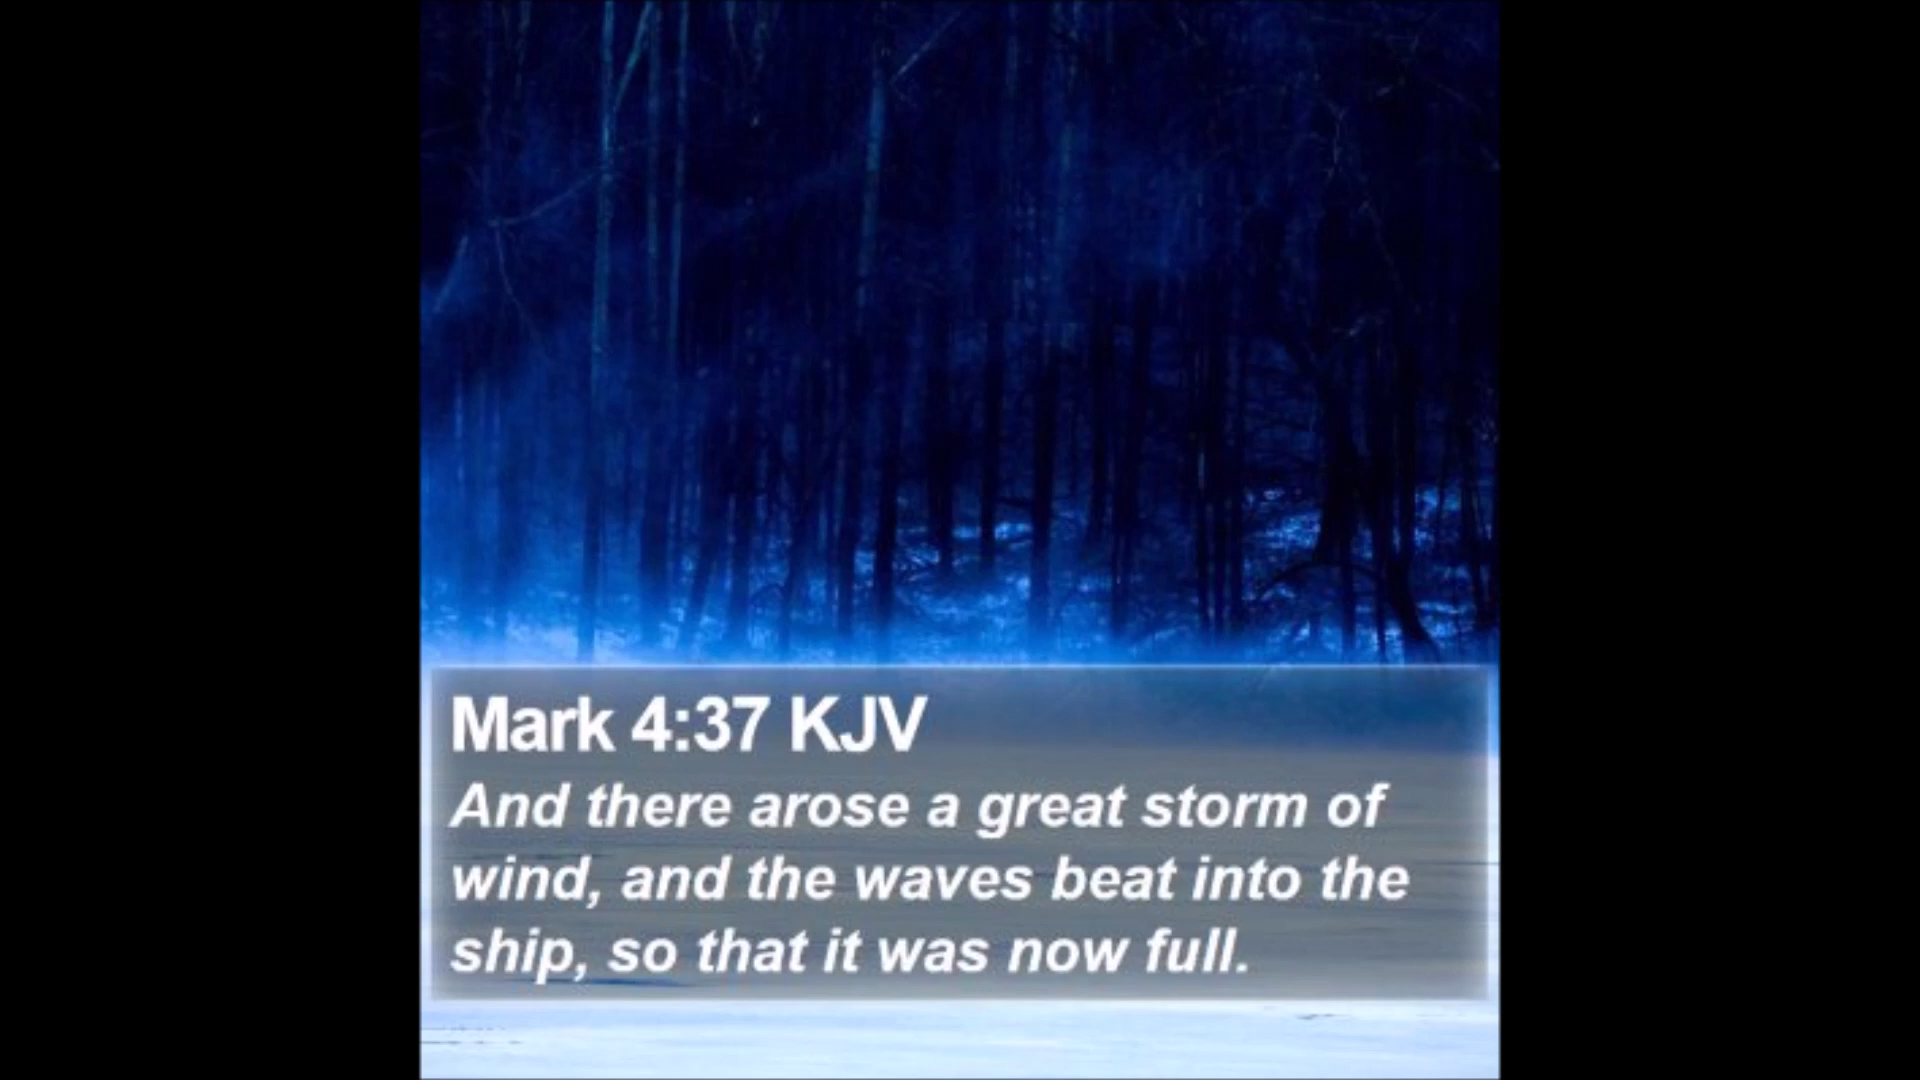 Mark 4:37 KJV
And there arose a great storm of
wind, and the waves beat into the
ship, so that it was now full.